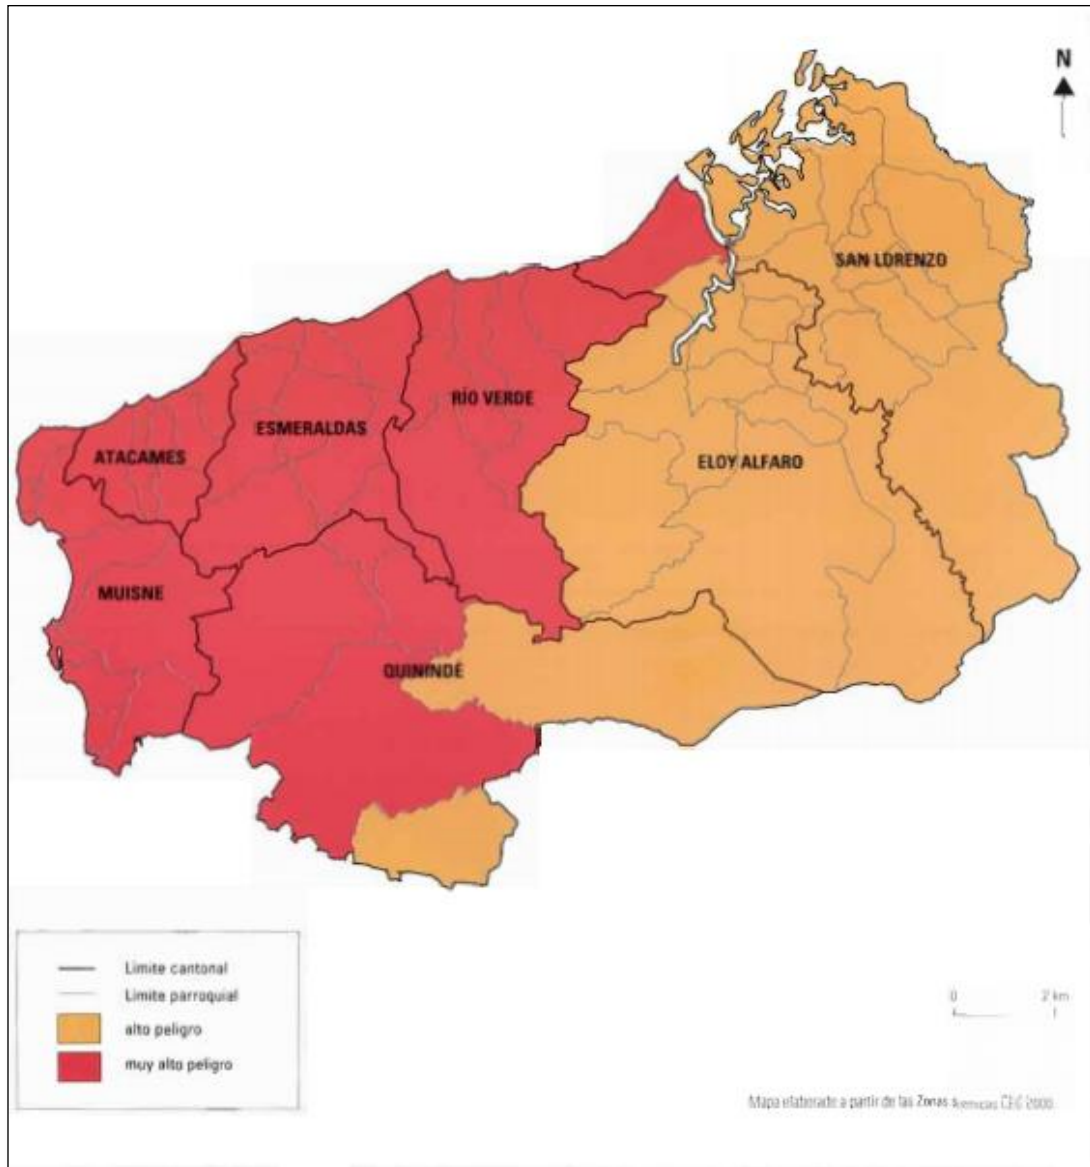 N
SAN LORENZO
RÍO VERDE
ESMERALDAS
ATACAMES
ELOY ALFARO
MUISNE
QUININDÉ
Limite cantonal
Limite parroquial
alto peligro
muy alto peligro
0 2 km
Mapa elaborado a partir de las Zonas 2000.